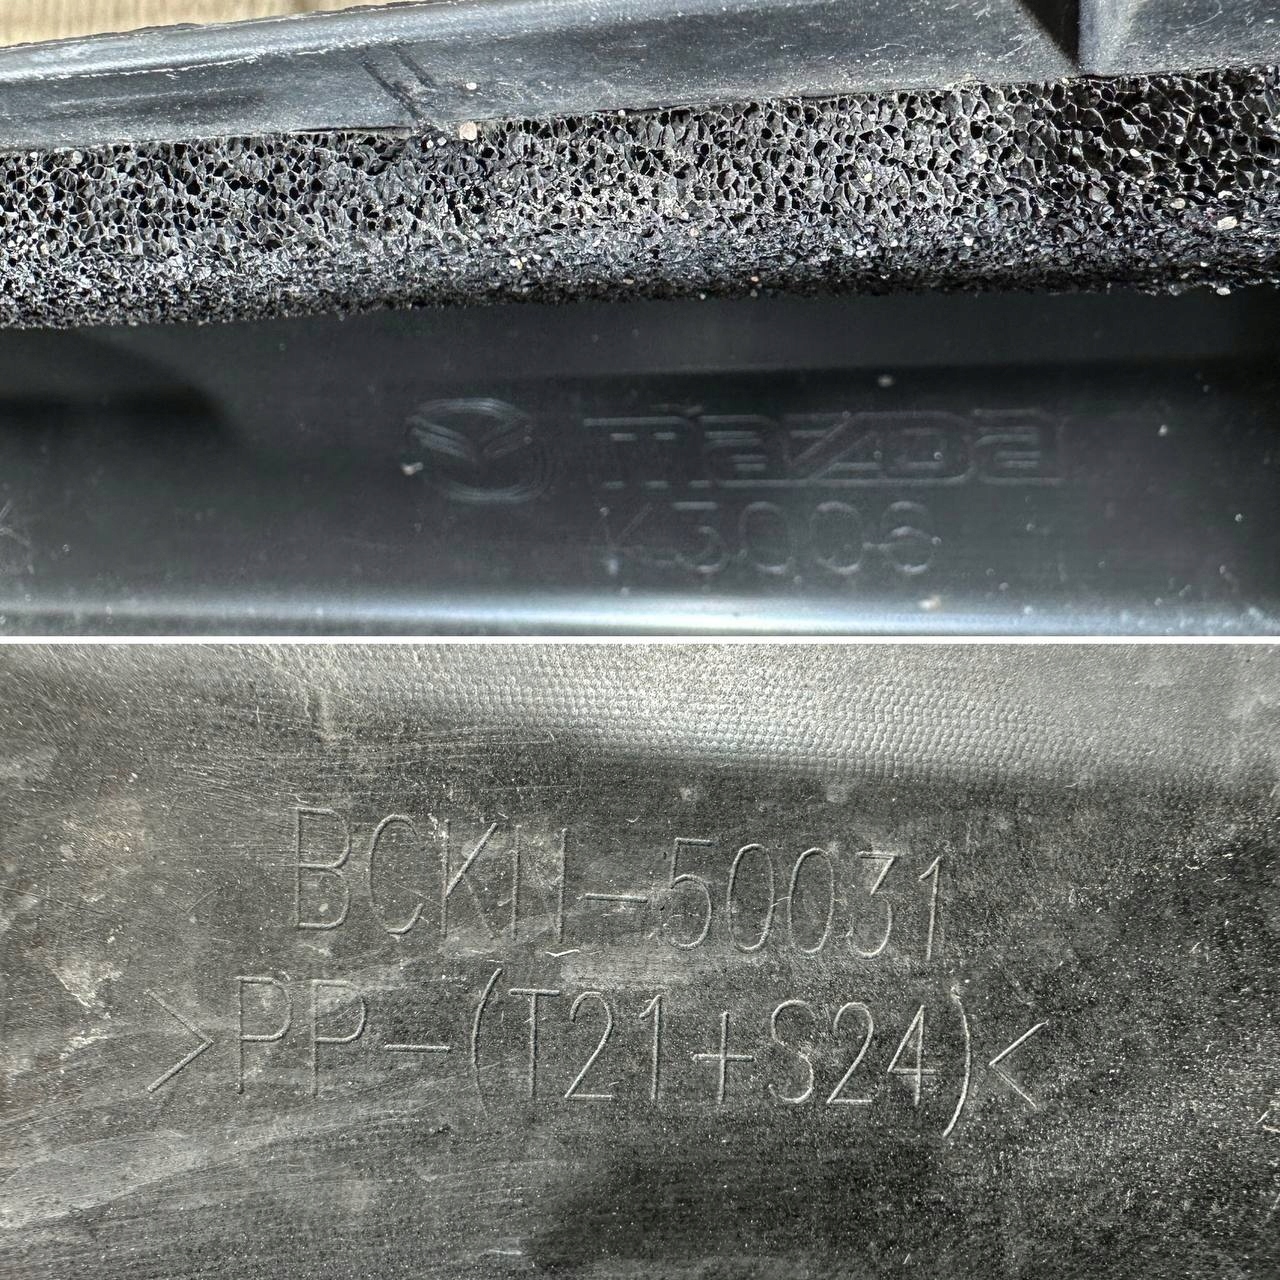 mazda
K3006
BCKN-50031
>PP-(T21+S24)<